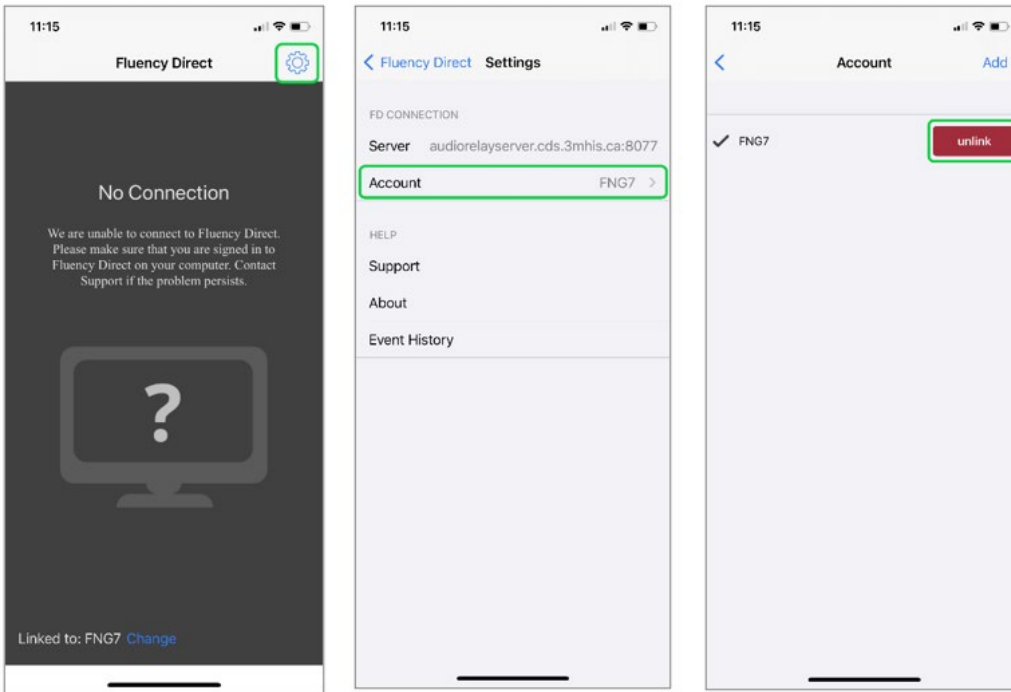 11:15
Fluency Direct
No Connection
We are unable to connect to Fluency Direct.
Please make sure that you are signed in to
Fluency Direct on your computer. Contact
Support if the problem persists.
?
Linked to: FNG7 Change
11:15
Fluency Direct Settings
FD CONNECTION
Server audiorelayserver.cds.3mhis.ca:8077
Account FNG7
HELP
Support
About
Event History
11:15
Account Add
FNG7 unlink